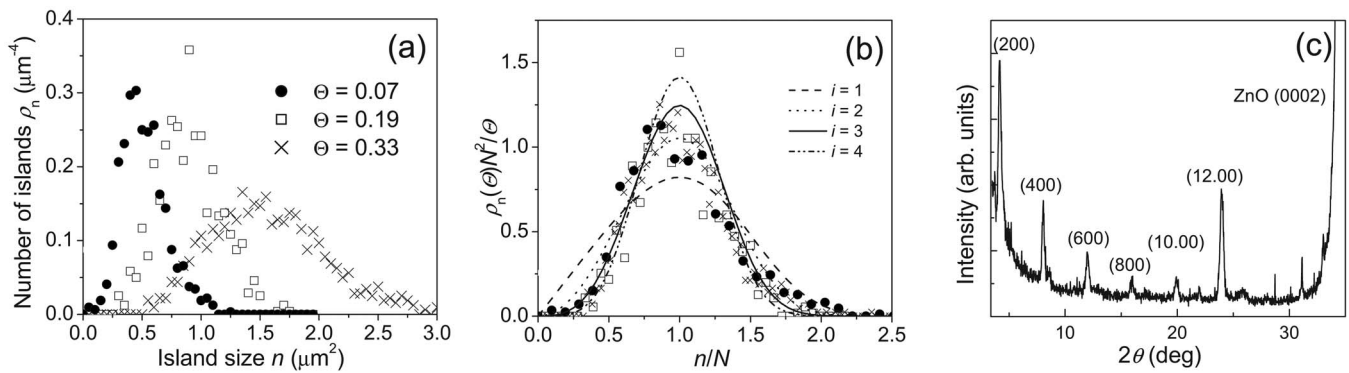 (a)
Number of islands ρn (μm-4)
0.4
0.3
0.2
0.1
0.0
Θ = 0.07
Θ = 0.19
Θ = 0.33
0.0 0.5 1.0 1.5 2.0 2.5 3.0
Island size n (μm2)
(b)
ρn(Θ)N2/Θ
1.5
1.0
0.5
0.0
i = 1
i = 2
i = 3
i = 4
0.0 0.5 1.0 1.5 2.0 2.5
n/N
(c)
Intensity (arb. units)
(200)
ZnO (0002)
(400)
(12.00)
(600)
(800)
(10.00)
10 20 30
2θ (deg)